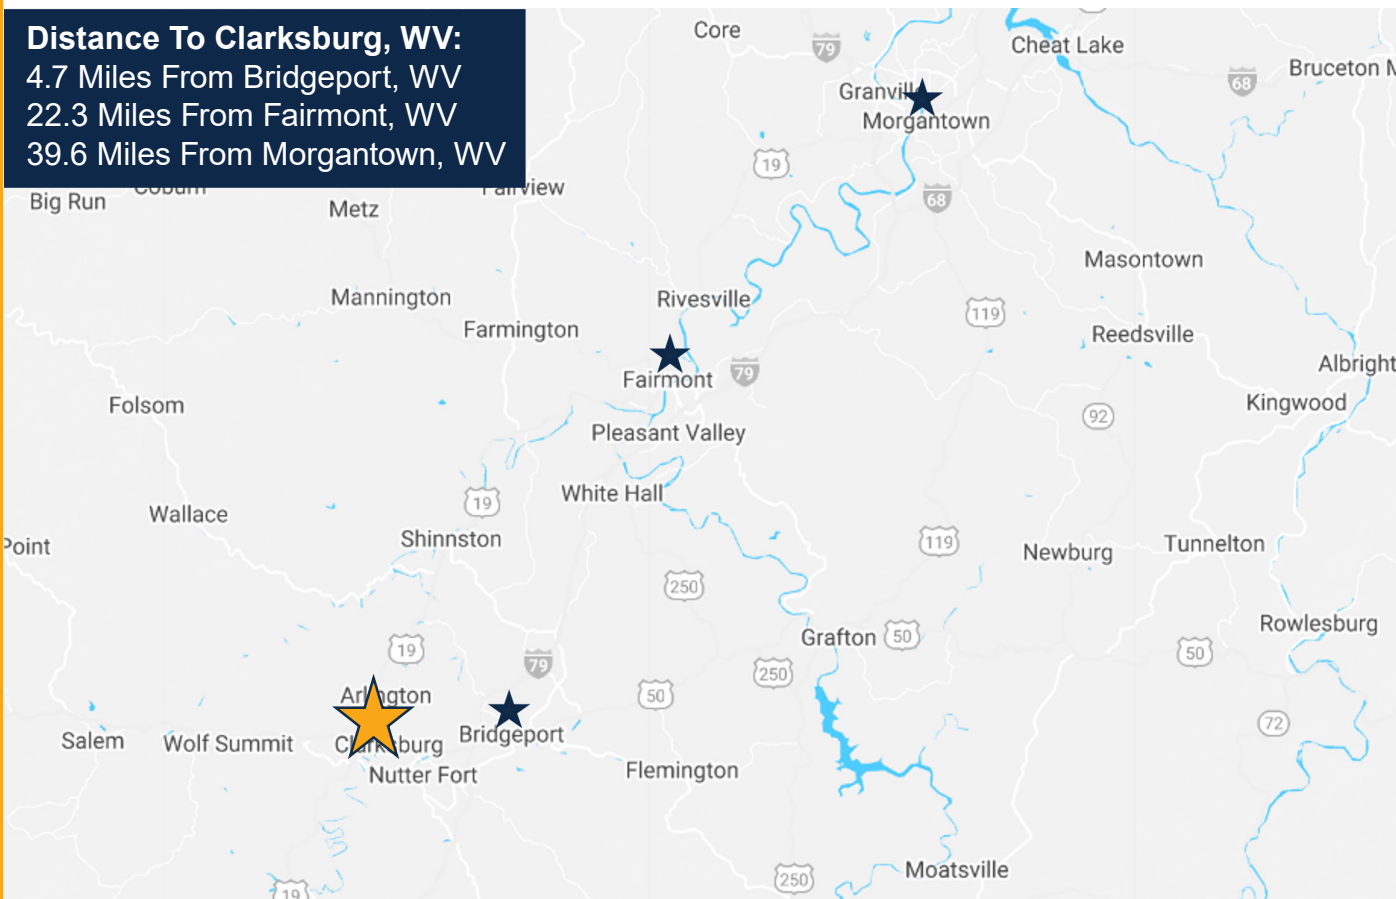 Distance To Clarksburg, WV:
4.7 Miles From Bridgeport, WV
22.3 Miles From Fairmont, WV
39.6 Miles From Morgantown, WV
Core
79
Cheat Lake
Bruceton M
68
Granville
Morgantown
19
68
Coburn
Fairview
Big Run
Metz
Masontown
Mannington
Rivesville
119
Farmington
Reedsville
Fairmont
79
Albright
Folsom
Kingwood
92
Pleasant Valley
19
White Hall
Wallace
Shinnston
119
Point
Newburg
Tunnelton
250
Rowlesburg
Grafton
50
19
79
50
250
Arlington
50
72
Salem
Wolf Summit
Clarksburg
Bridgeport
Nutter Fort
Flemington
Moatsville
250
19